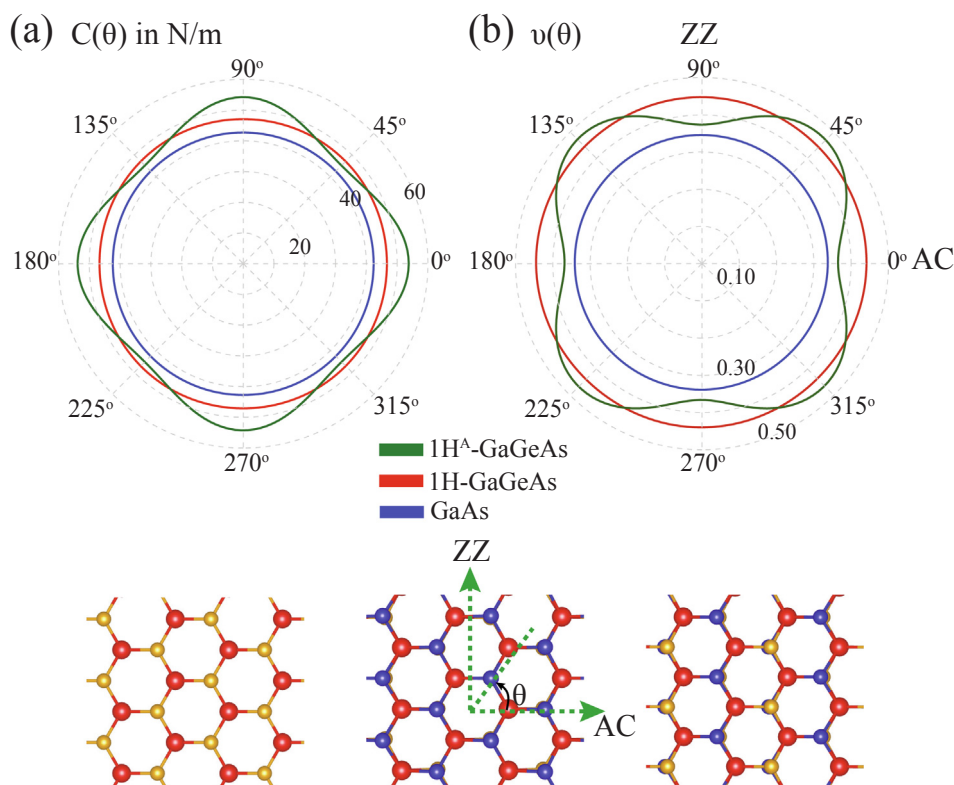 (a) C(θ) in N/m
90°
135°
45°
60
40
20
180°
0°
225°
315°
270°
(b) υ(θ) ZZ
90°
135°
45°
180°
0° AC
0.10
0.30
0.50
225°
315°
270°
1Hᴬ-GaGeAs
1H-GaGeAs
GaAs
ZZ
θ
AC